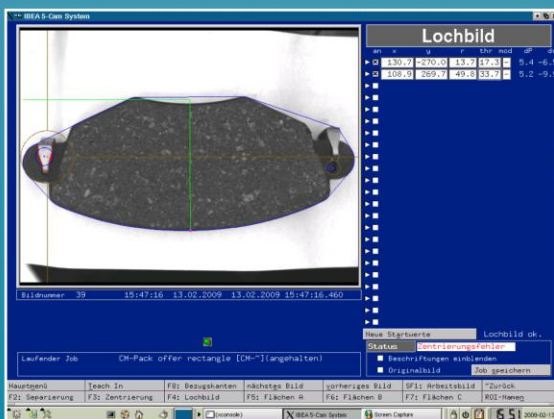 IBEA 5-Cam System
Lochbild
an x y r thr mod dP
130.7 -270.0 13.7 17.3 - 5.4
108.9 269.7 49.8 33.7 - 5.2
Bildnummer 39 15:47:16 13.02.2009 13.02.2009 15:47:16.460
Neue Startwerte Lochbild ok.
Status Zentrierungsfehler
Beschriftungen einblenden
Originalbild Job speichern
Laufender Job CM-Pack offer rectangle [CM-~](angehalten)
Hauptmenü Teach In F8: Bezugskanten nächstes Bild vorheriges Bild SF1: Arbeitsbild ^Zurück
F2: Separierung F3: Zentrierung F4: Lochbild F5: Flächen A F6: Flächen B F7: Flächen C ROI-Namen
(xconsole) IBEA 5-Cam System Screen Capture 6 51